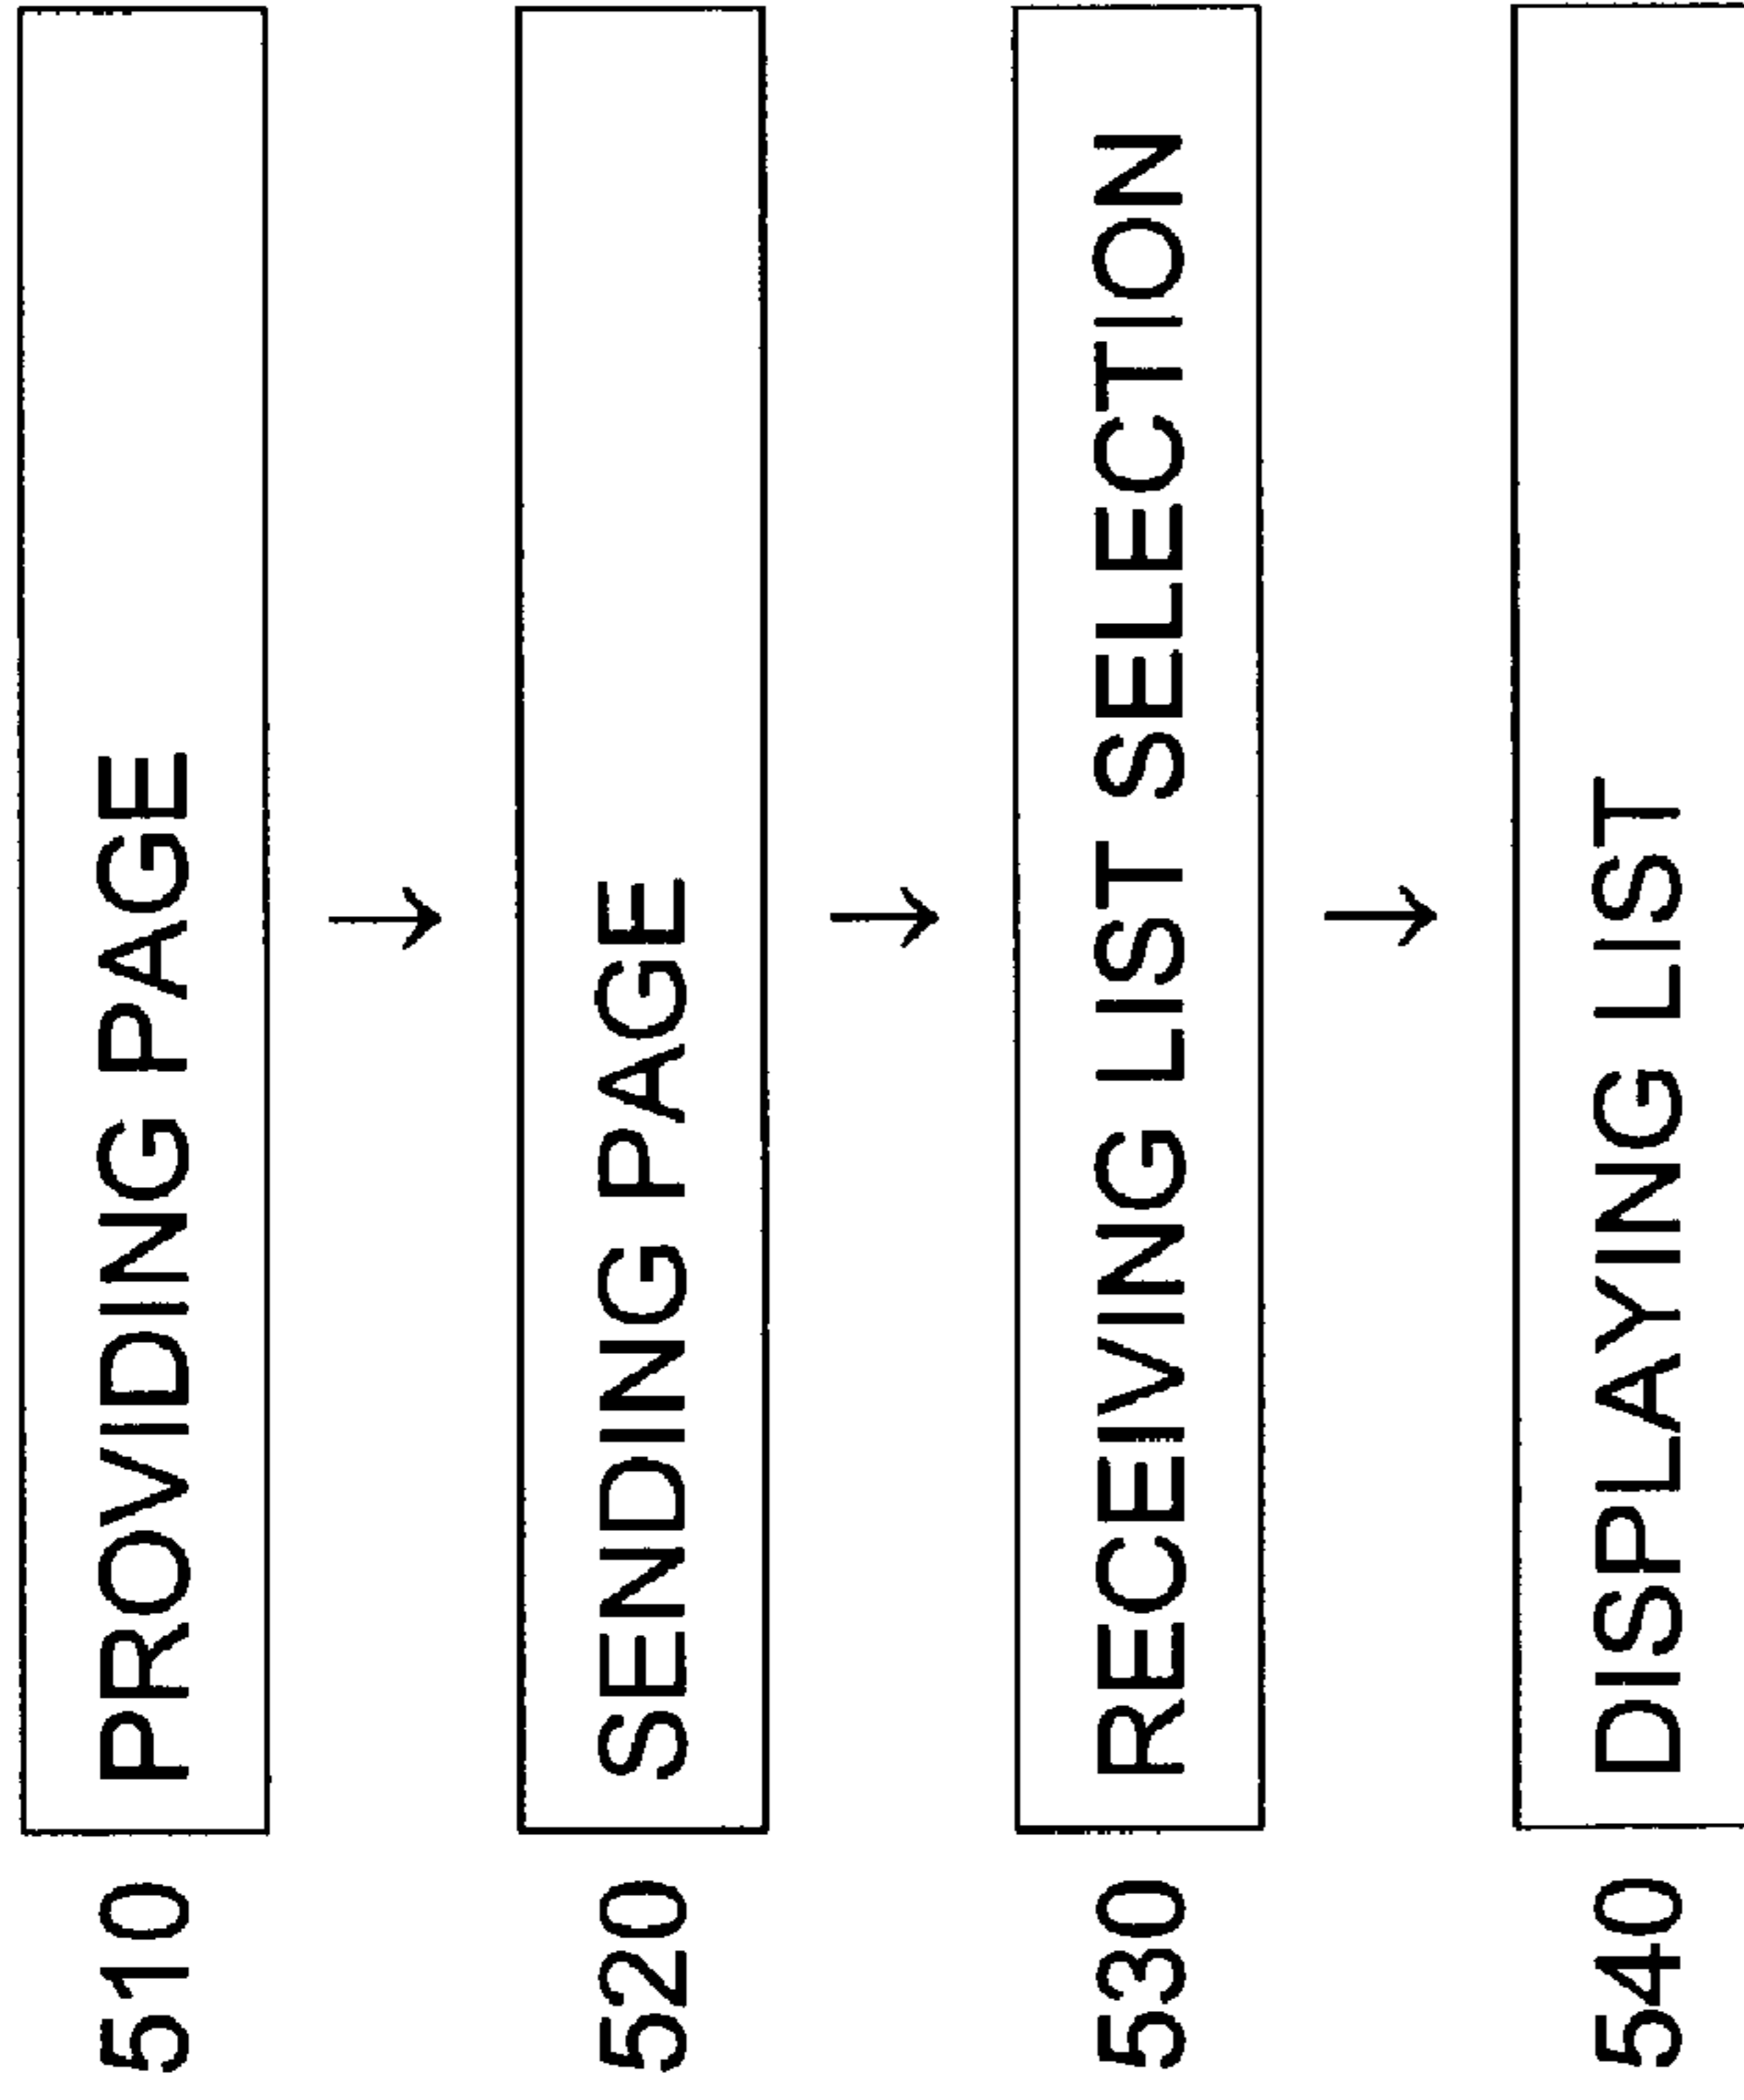 510 PROVIDING PAGE
520 SENDING PAGE
530 RECEIVING LIST SELECTION
540 DISPLAYING LIST